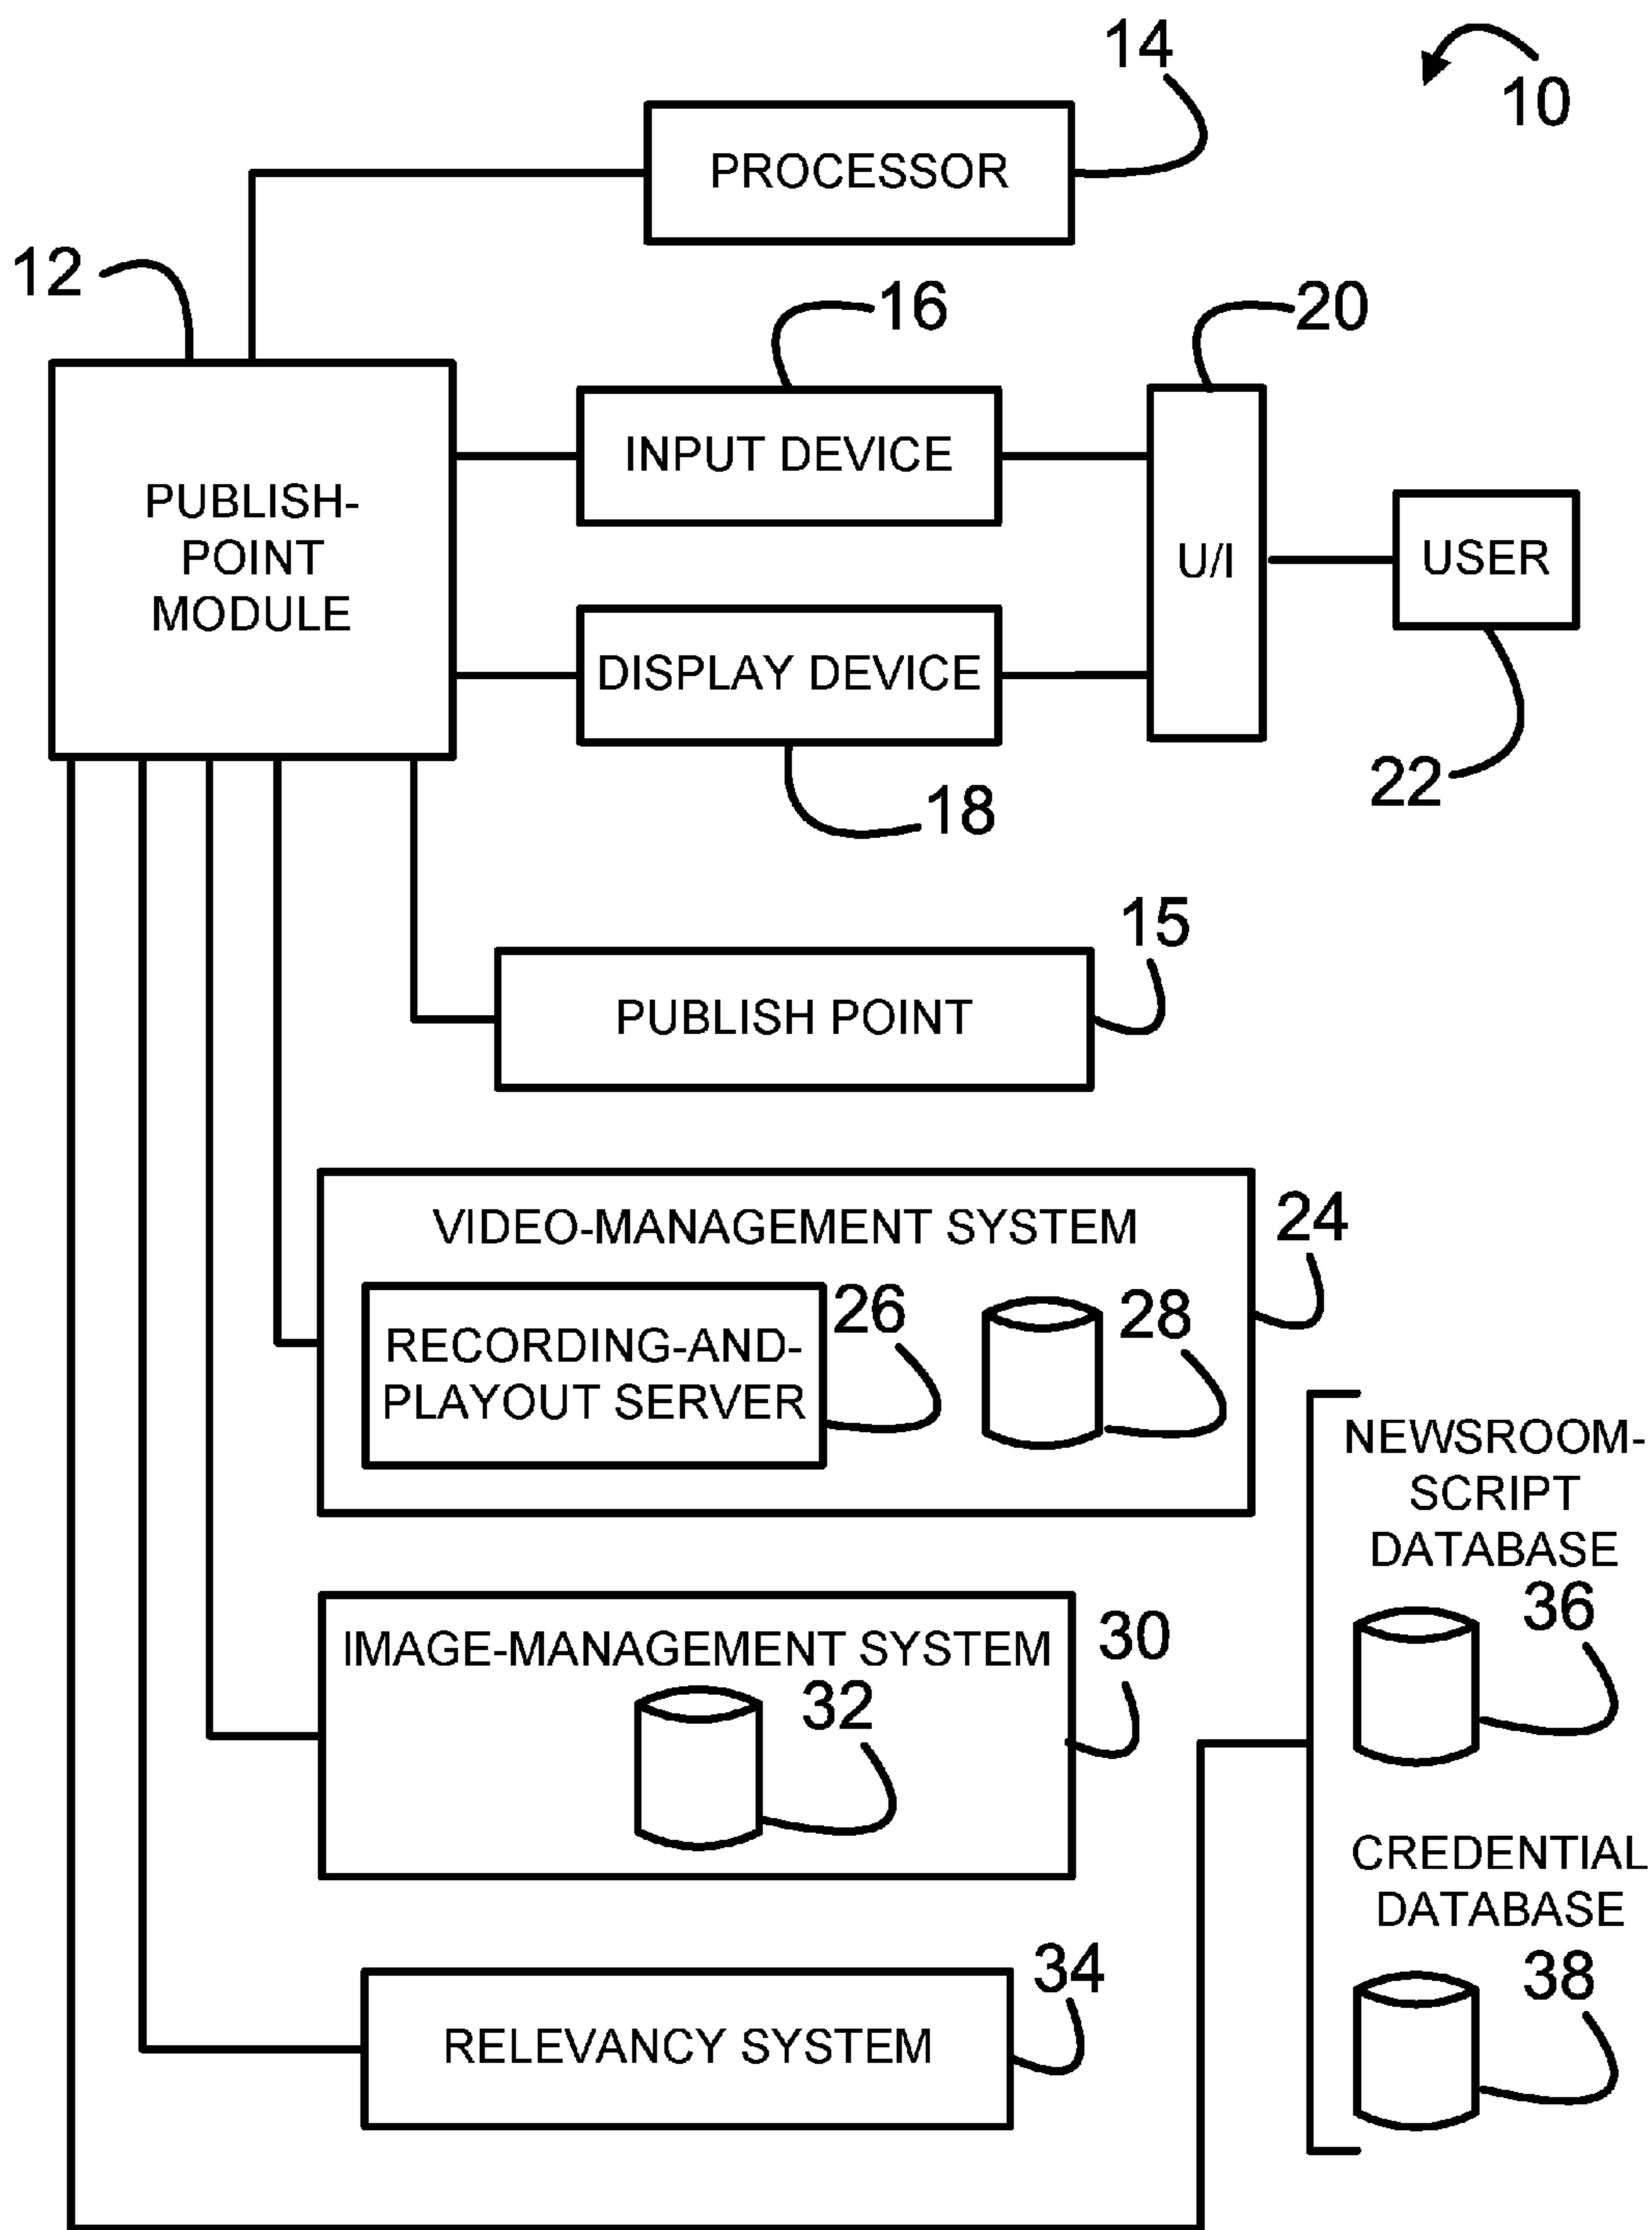 14
10
PROCESSOR
12
16
20
INPUT DEVICE
PUBLISH-
POINT
MODULE
U/I
USER
DISPLAY DEVICE
22
18
15
PUBLISH POINT
VIDEO-MANAGEMENT SYSTEM
24
26
28
RECORDING-AND-
PLAYOUT SERVER
NEWSROOM-
SCRIPT
DATABASE
36
IMAGE-MANAGEMENT SYSTEM
30
32
CREDENTIAL
DATABASE
38
34
RELEVANCY SYSTEM